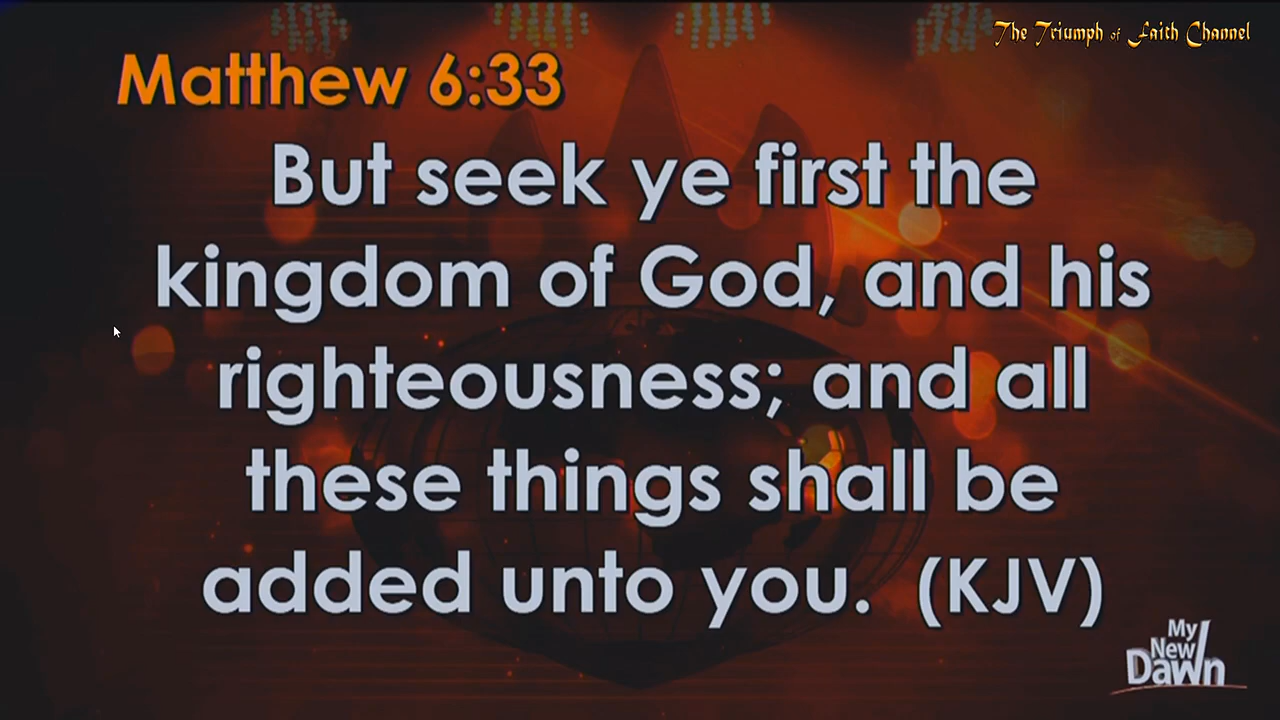 The Triumph of Faith Channel
Matthew 6:33
But seek ye first the
kingdom of God, and his
righteousness; and all
these things shall be
added unto you. (KJV)
My
New
Dawn